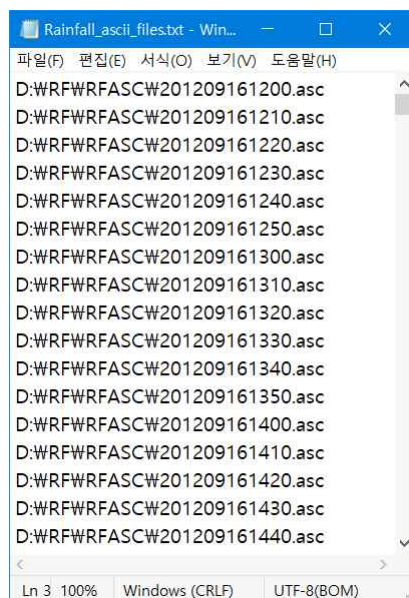 Rainfall_ascii_files.txt - Win...
파일(F) 편집(E) 서식(O) 보기(V) 도움말(H)
D:₩RF₩RFASC₩201209161200.asc
D:₩RF₩RFASC₩201209161210.asc
D:₩RF₩RFASC₩201209161220.asc
D:₩RF₩RFASC₩201209161230.asc
D:₩RF₩RFASC₩201209161240.asc
D:₩RF₩RFASC₩201209161250.asc
D:₩RF₩RFASC₩201209161300.asc
D:₩RF₩RFASC₩201209161310.asc
D:₩RF₩RFASC₩201209161320.asc
D:₩RF₩RFASC₩201209161330.asc
D:₩RF₩RFASC₩201209161340.asc
D:₩RF₩RFASC₩201209161350.asc
D:₩RF₩RFASC₩201209161400.asc
D:₩RF₩RFASC₩201209161410.asc
D:₩RF₩RFASC₩201209161420.asc
D:₩RF₩RFASC₩201209161430.asc
D:₩RF₩RFASC₩201209161440.asc
Ln 3 100% Windows (CRLF) UTF-8(BOM)